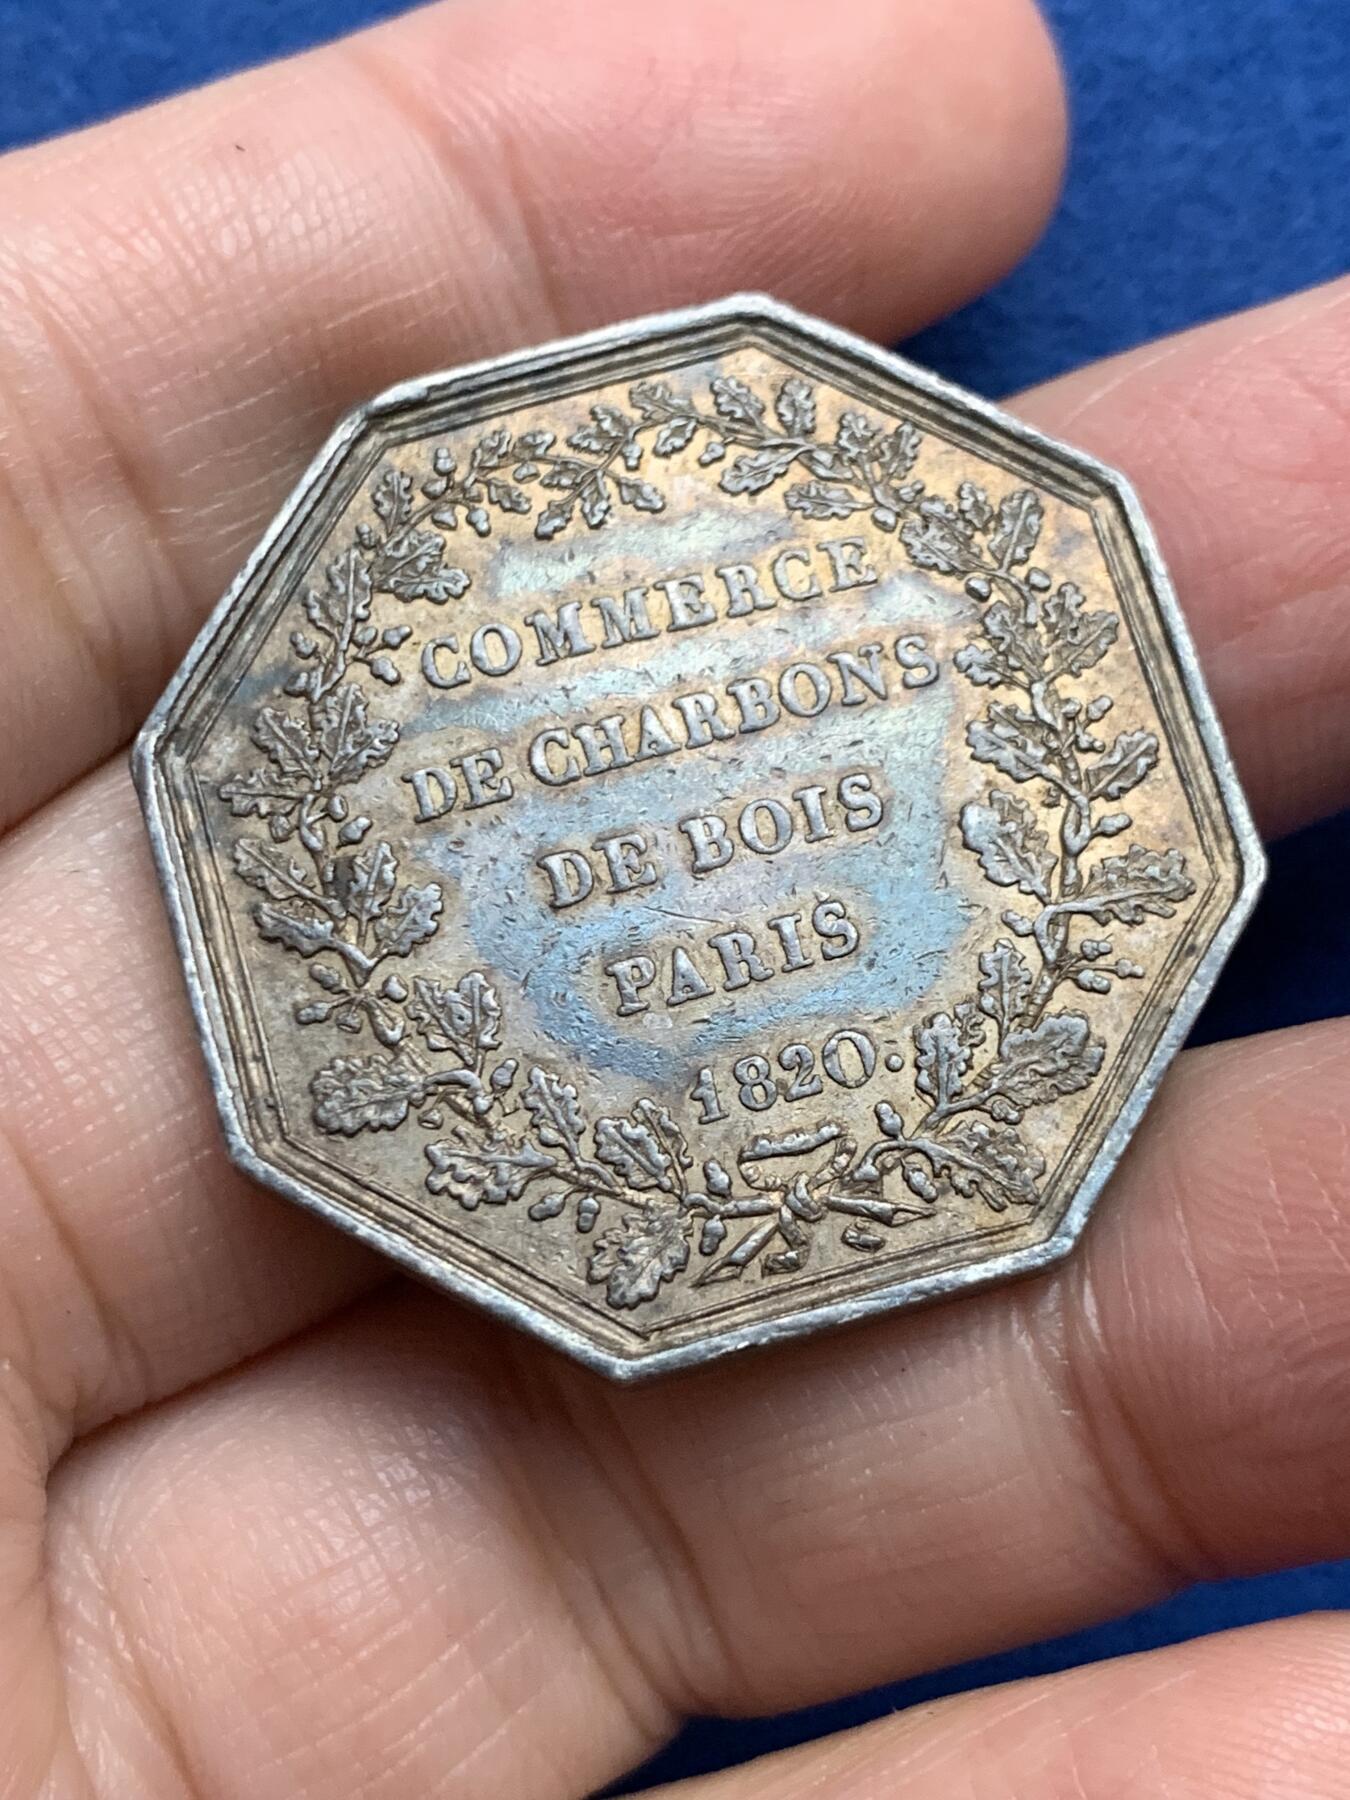 COMMERCE
DE CHARBONS
DE BOIS
PARIS
1820.